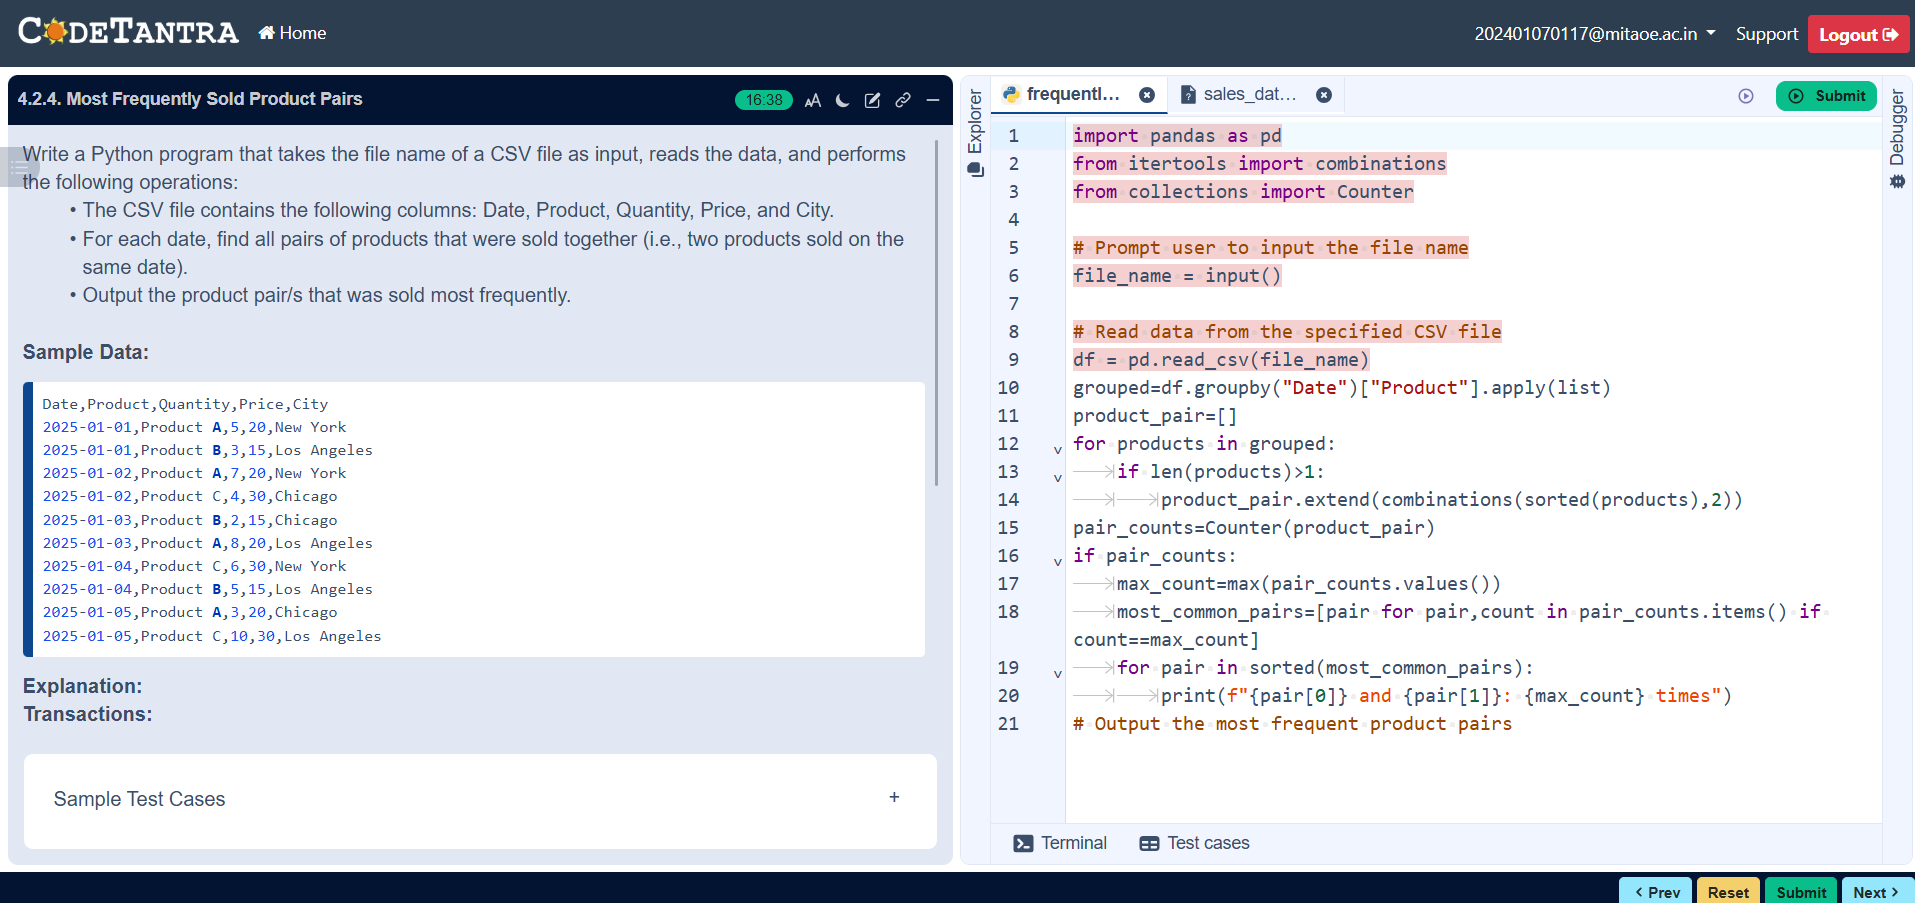 CODETANTRA
Home
202401070117@mitaoe.ac.in
Support
Logout
4.2.4. Most Frequently Sold Product Pairs
16:38
AA
Write a Python program that takes the file name of a CSV file as input, reads the data, and performs
the following operations:
• The CSV file contains the following columns: Date, Product, Quantity, Price, and City.
• For each date, find all pairs of products that were sold together (i.e., two products sold on the
same date).
• Output the product pair/s that was sold most frequently.
Sample Data:
Date,Product,Quantity,Price,City
2025-01-01,Product A,5,20,New York
2025-01-01,Product B,3,15,Los Angeles
2025-01-02,Product A,7,20,New York
2025-01-02,Product C,4,30,Chicago
2025-01-03,Product B,2,15,Chicago
2025-01-03,Product A,8,20,Los Angeles
2025-01-04,Product C,6,30,New York
2025-01-04,Product B,5,15,Los Angeles
2025-01-05,Product A,3,20,Chicago
2025-01-05,Product C,10,30,Los Angeles
Explanation:
Transactions:
Sample Test Cases
+
Explorer
frequentl...
sales_dat...
Submit
Debugger
1 import pandas as pd
2 from itertools import combinations
3 from collections import Counter
4
5 # Prompt user to input the file name
6 file_name = input()
7
8 # Read data from the specified CSV file
9 df = pd.read_csv(file_name)
10 grouped=df.groupby("Date")["Product"].apply(list)
11 product_pair=[]
12 for products in grouped:
13 if len(products)>1:
14 product_pair.extend(combinations(sorted(products),2))
15 pair_counts=Counter(product_pair)
16 if pair_counts:
17 max_count=max(pair_counts.values())
18 most_common_pairs=[pair for pair,count in pair_counts.items() if
count==max_count]
19 for pair in sorted(most_common_pairs):
20 print(f"{pair[0]} and {pair[1]}: {max_count} times")
21 # Output the most frequent product pairs
Terminal
Test cases
< Prev
Reset
Submit
Next >